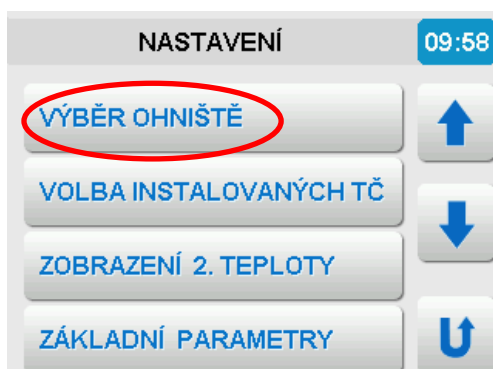 NASTAVENÍ
09:58
VÝBĚR OHNIŠTĚ
VOLBA INSTALOVANÝCH TČ
ZOBRAZENÍ 2. TEPLOTY
ZÁKLADNÍ PARAMETRY